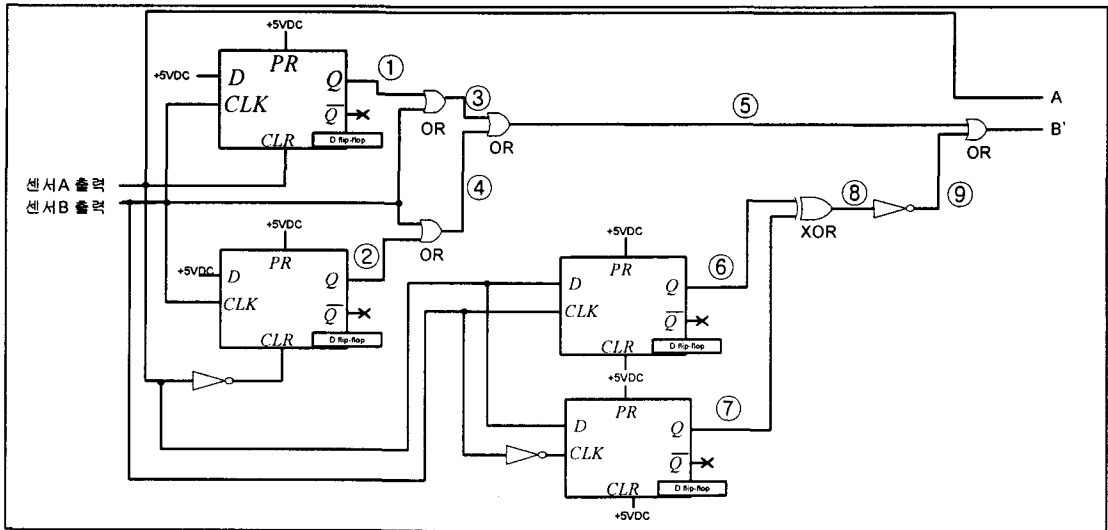 +5VDC
PR
+5VDC
D
Q
①
CLK
Q
③
⑤
A
D flip-flop
CLR
OR
OR
B'
OR
센서A 출력
센서B 출력
④
⑧
⑨
+5VDC
②
OR
XOR
PR
+5VDC
D
Q
+5VDC
⑥
CLK
Q
PR
D
Q
D flip-flop
CLR
CLK
Q
D flip-flop
CLR
+5VDC
⑦
PR
D
Q
CLK
Q
D flip-flop
CLR
+5VDC